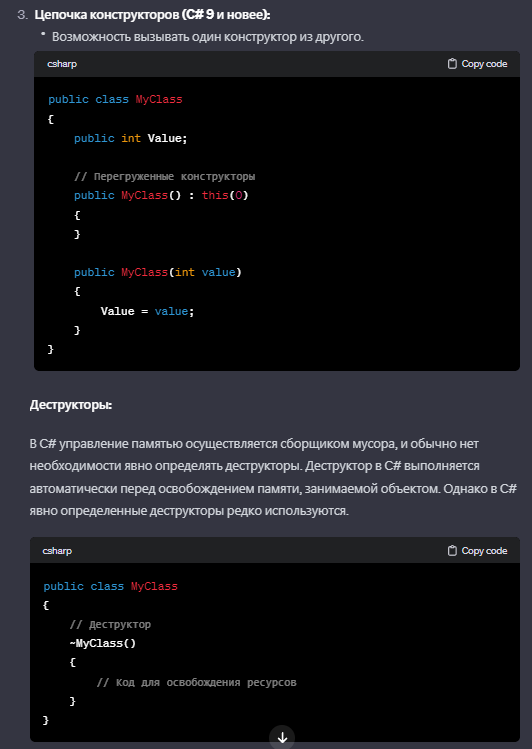 3. Цепочка конструкторов (C# 9 и новее):
• Возможность вызывать один конструктор из другого.
csharp Copy code
public class MyClass
{
    public int Value;
    // Перегруженные конструкторы
    public MyClass() : this(0)
    {
    }
    public MyClass(int value)
    {
        Value = value;
    }
}
Деструкторы:
В C# управление памятью осуществляется сборщиком мусора, и обычно нет
необходимости явно определять деструкторы. Деструктор в C# выполняется
автоматически перед освобождением памяти, занимаемой объектом. Однако в C#
явно определенные деструкторы редко используются.
csharp Copy code
public class MyClass
{
    // Деструктор
    ~MyClass()
    {
        // Код для освобождения ресурсов
    }
}